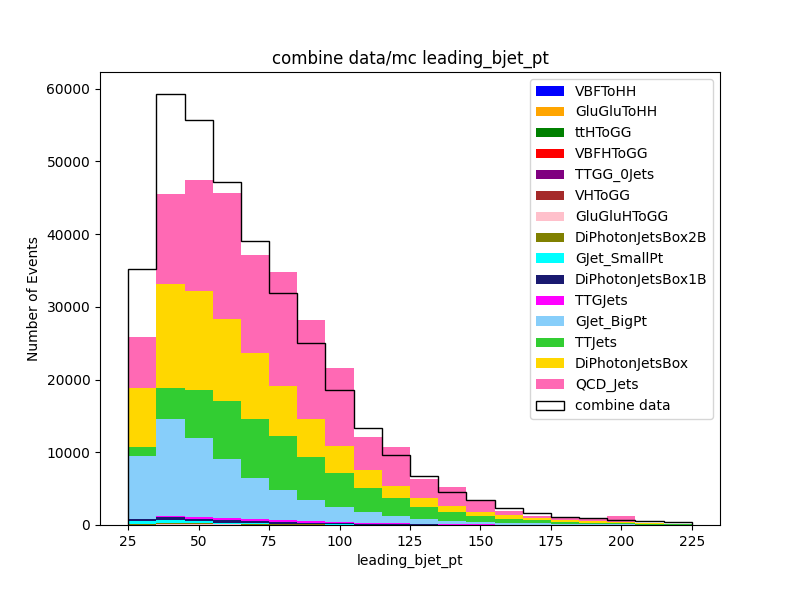 combine data/mc leading_bjet_pt
60000
50000
40000
30000
20000
10000
0
Number of Events
25
50
75
100
125
150
175
200
225
leading_bjet_pt
VBFToHH
GluGluToHH
ttHToGG
VBFHToGG
TTGG_0Jets
VHToGG
GluGluHToGG
DiPhotonJetsBox2B
GJet_SmallPt
DiPhotonJetsBox1B
TTGJets
GJet_BigPt
TTJets
DiPhotonJetsBox
QCD_Jets
combine data